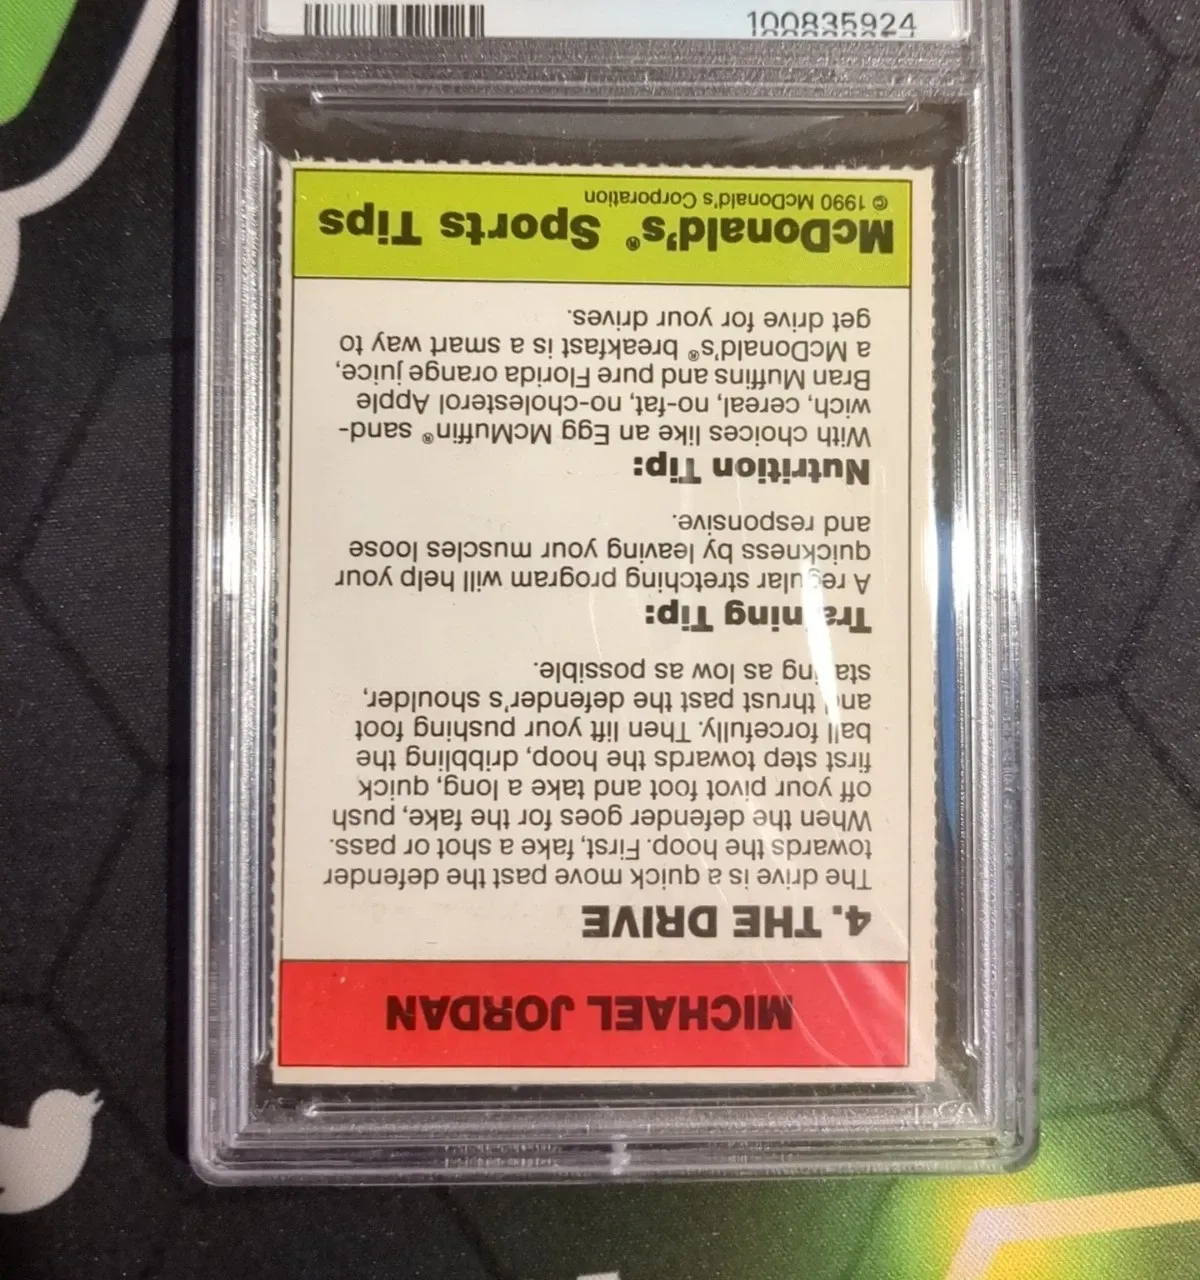 100835924
MICHAEL JORDAN
4. THE DRIVE
The drive is a quick move past the defender
towards the hoop. First, fake a shot or pass.
When the defender goes for the fake, push
off your pivot foot and take a long, quick
first step towards the hoop, dribbling the
ball forcefully. Then lift your pushing foot
and thrust past the defender's shoulder,
staying as low as possible.
Training Tip:
A regular stretching program will help your
quickness by leaving your muscles loose
and responsive.
Nutrition Tip:
With choices like an Egg McMuffin® sand-
wich, cereal, no-fat, no-cholesterol Apple
Bran Muffins and pure Florida orange juice,
a McDonald's® breakfast is a smart way to
get drive for your drives.
McDonald's® Sports Tips
© 1990 McDonald's Corporation